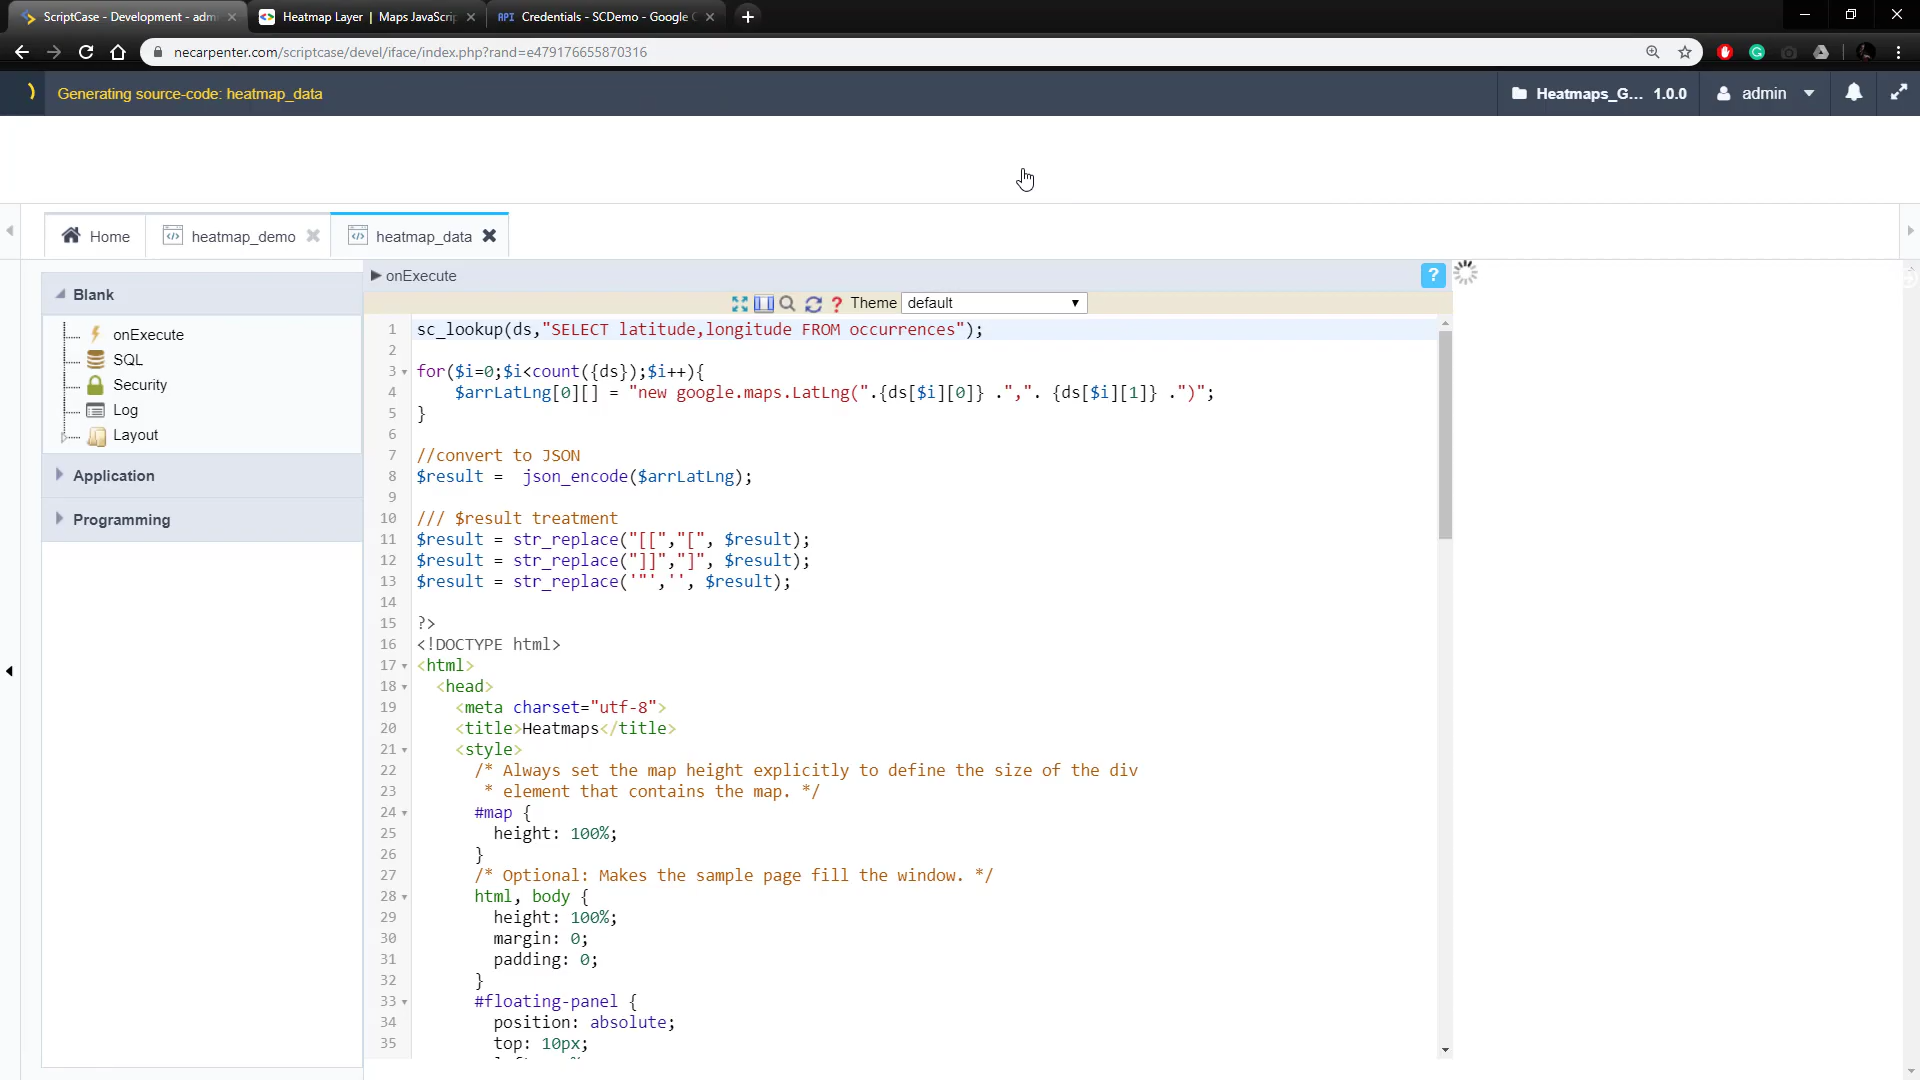 ScriptCase - Development - adm
Heatmap Layer | Maps JavaScrip
API Credentials - SCDemo - Google C
necarpenter.com/scriptcase/devel/iface/index.php?rand=e479176655870316
Generating source-code: heatmap_data
Heatmaps_G... 1.0.0
admin
Home
heatmap_demo
heatmap_data
Blank
onExecute
SQL
Security
Log
Layout
Application
Programming
onExecute
?
? Theme default
1 sc_lookup(ds,"SELECT latitude,longitude FROM occurrences");
2
3 for($i=0;$i<count({ds});$i++){
4 $arrLatLng[0][] = "new google.maps.LatLng(".{ds[$i][0]} .",". {ds[$i][1]} .")";
5 }
6
7 //convert to JSON
8 $result =  json_encode($arrLatLng);
9
10 /// $result treatment
11 $result = str_replace("[[","[", $result);
12 $result = str_replace("]]","]", $result);
13 $result = str_replace('"','', $result);
14
15 ?>
16 <!DOCTYPE html>
17 <html>
18 <head>
19 <meta charset="utf-8">
20 <title>Heatmaps</title>
21 <style>
22 /* Always set the map height explicitly to define the size of the div
23 * element that contains the map. */
24 #map {
25 height: 100%;
26 }
27 /* Optional: Makes the sample page fill the window. */
28 html, body {
29 height: 100%;
30 margin: 0;
31 padding: 0;
32 }
33 #floating-panel {
34 position: absolute;
35 top: 10px;